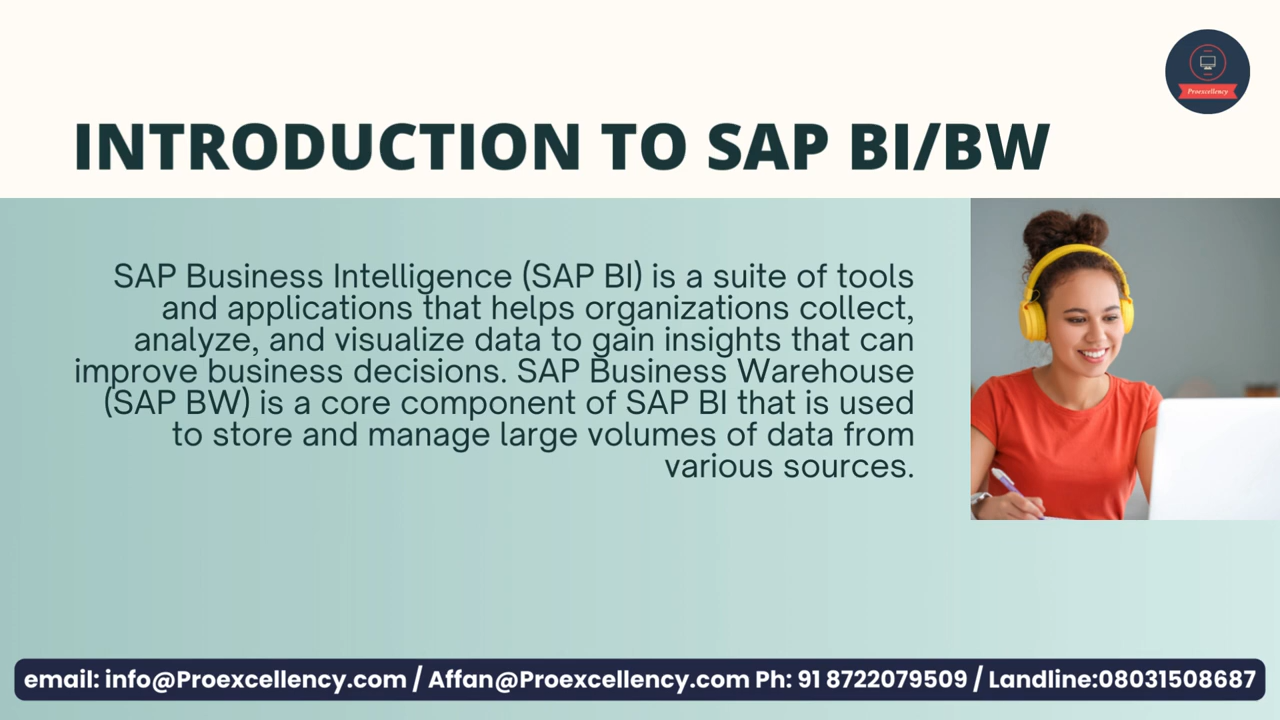 Proexcellency
INTRODUCTION TO SAP BI/BW
SAP Business Intelligence (SAP BI) is a suite of tools
and applications that helps organizations collect,
analyze, and visualize data to gain insights that can
improve business decisions. SAP Business Warehouse
(SAP BW) is a core component of SAP BI that is used
to store and manage large volumes of data from
various sources.
email: info@Proexcellency.com / Affan@Proexcellency.com Ph: 91 8722079509 / Landline:08031508687